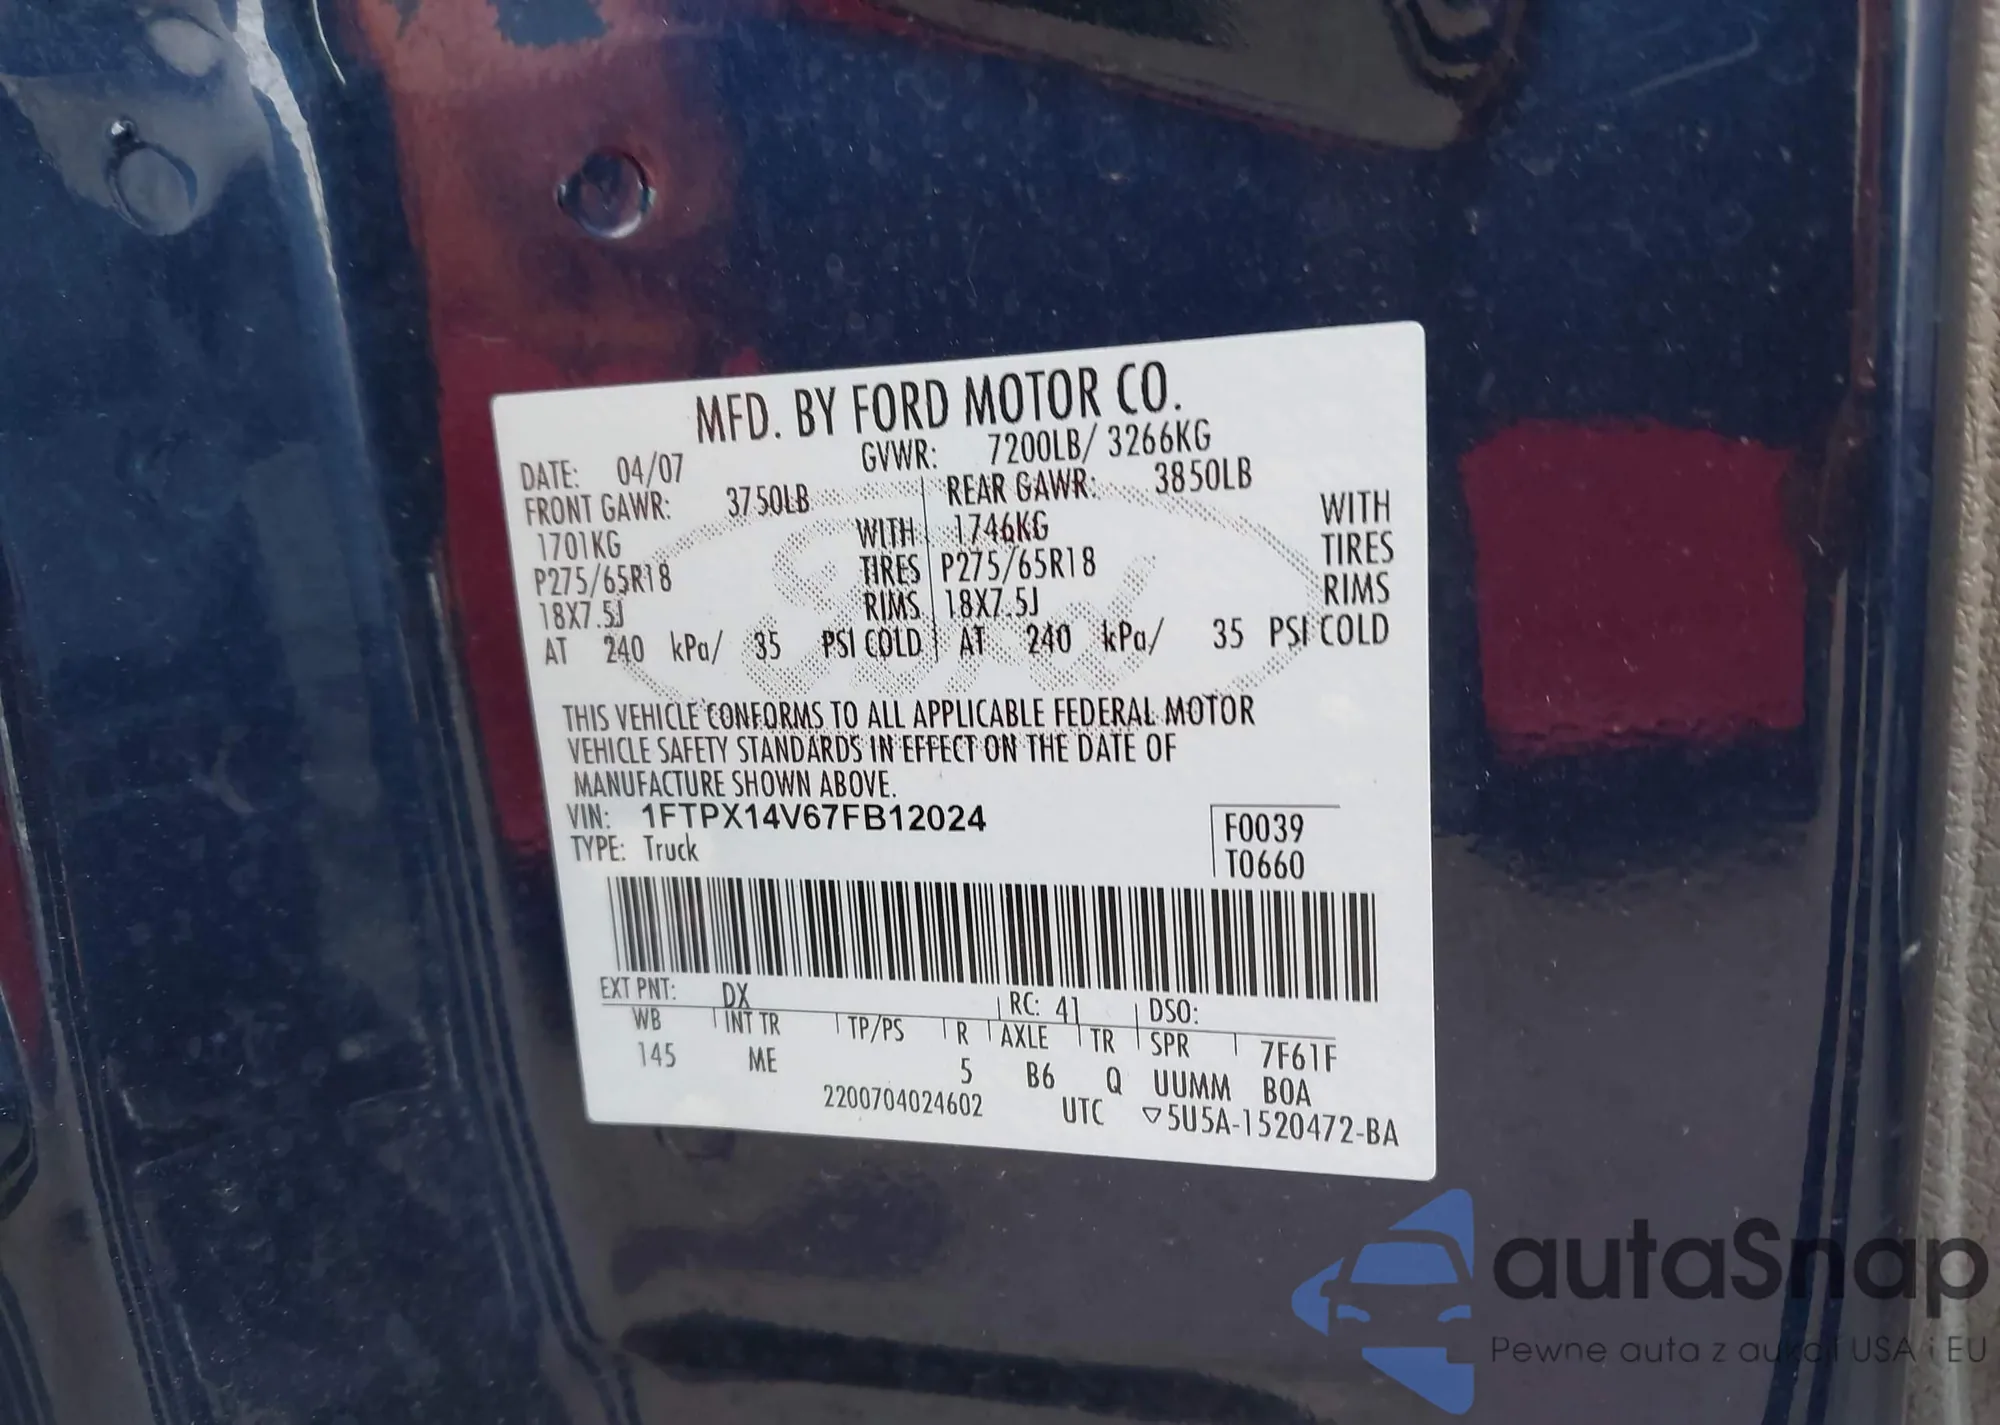 MFD. BY FORD MOTOR CO.
DATE: 04/07 GVWR: 7200LB/ 3266KG
FRONT GAWR: 3750LB REAR GAWR: 3850LB
1701KG WITH 1746KG WITH
P275/65R18 TIRES P275/65R18 TIRES
18X7.5J RIMS 18X7.5J RIMS
AT 240 kPa/ 35 PSI COLD AT 240 kPa/ 35 PSI COLD
THIS VEHICLE CONFORMS TO ALL APPLICABLE FEDERAL MOTOR
VEHICLE SAFETY STANDARDS IN EFFECT ON THE DATE OF
MANUFACTURE SHOWN ABOVE.
VIN: 1FTPX14V67FB12024 F0039
TYPE: Truck T0660
EXT PNT: DX RC: 41 DSO:
WB INT TR TP/PS R AXLE TR SPR 7F61F
145 ME 5 B6 Q UUMM B0A
2200704024602 UTC ▽5U5A-1520472-BA
autaSnap
Pewne auta z aukcji USA i EU